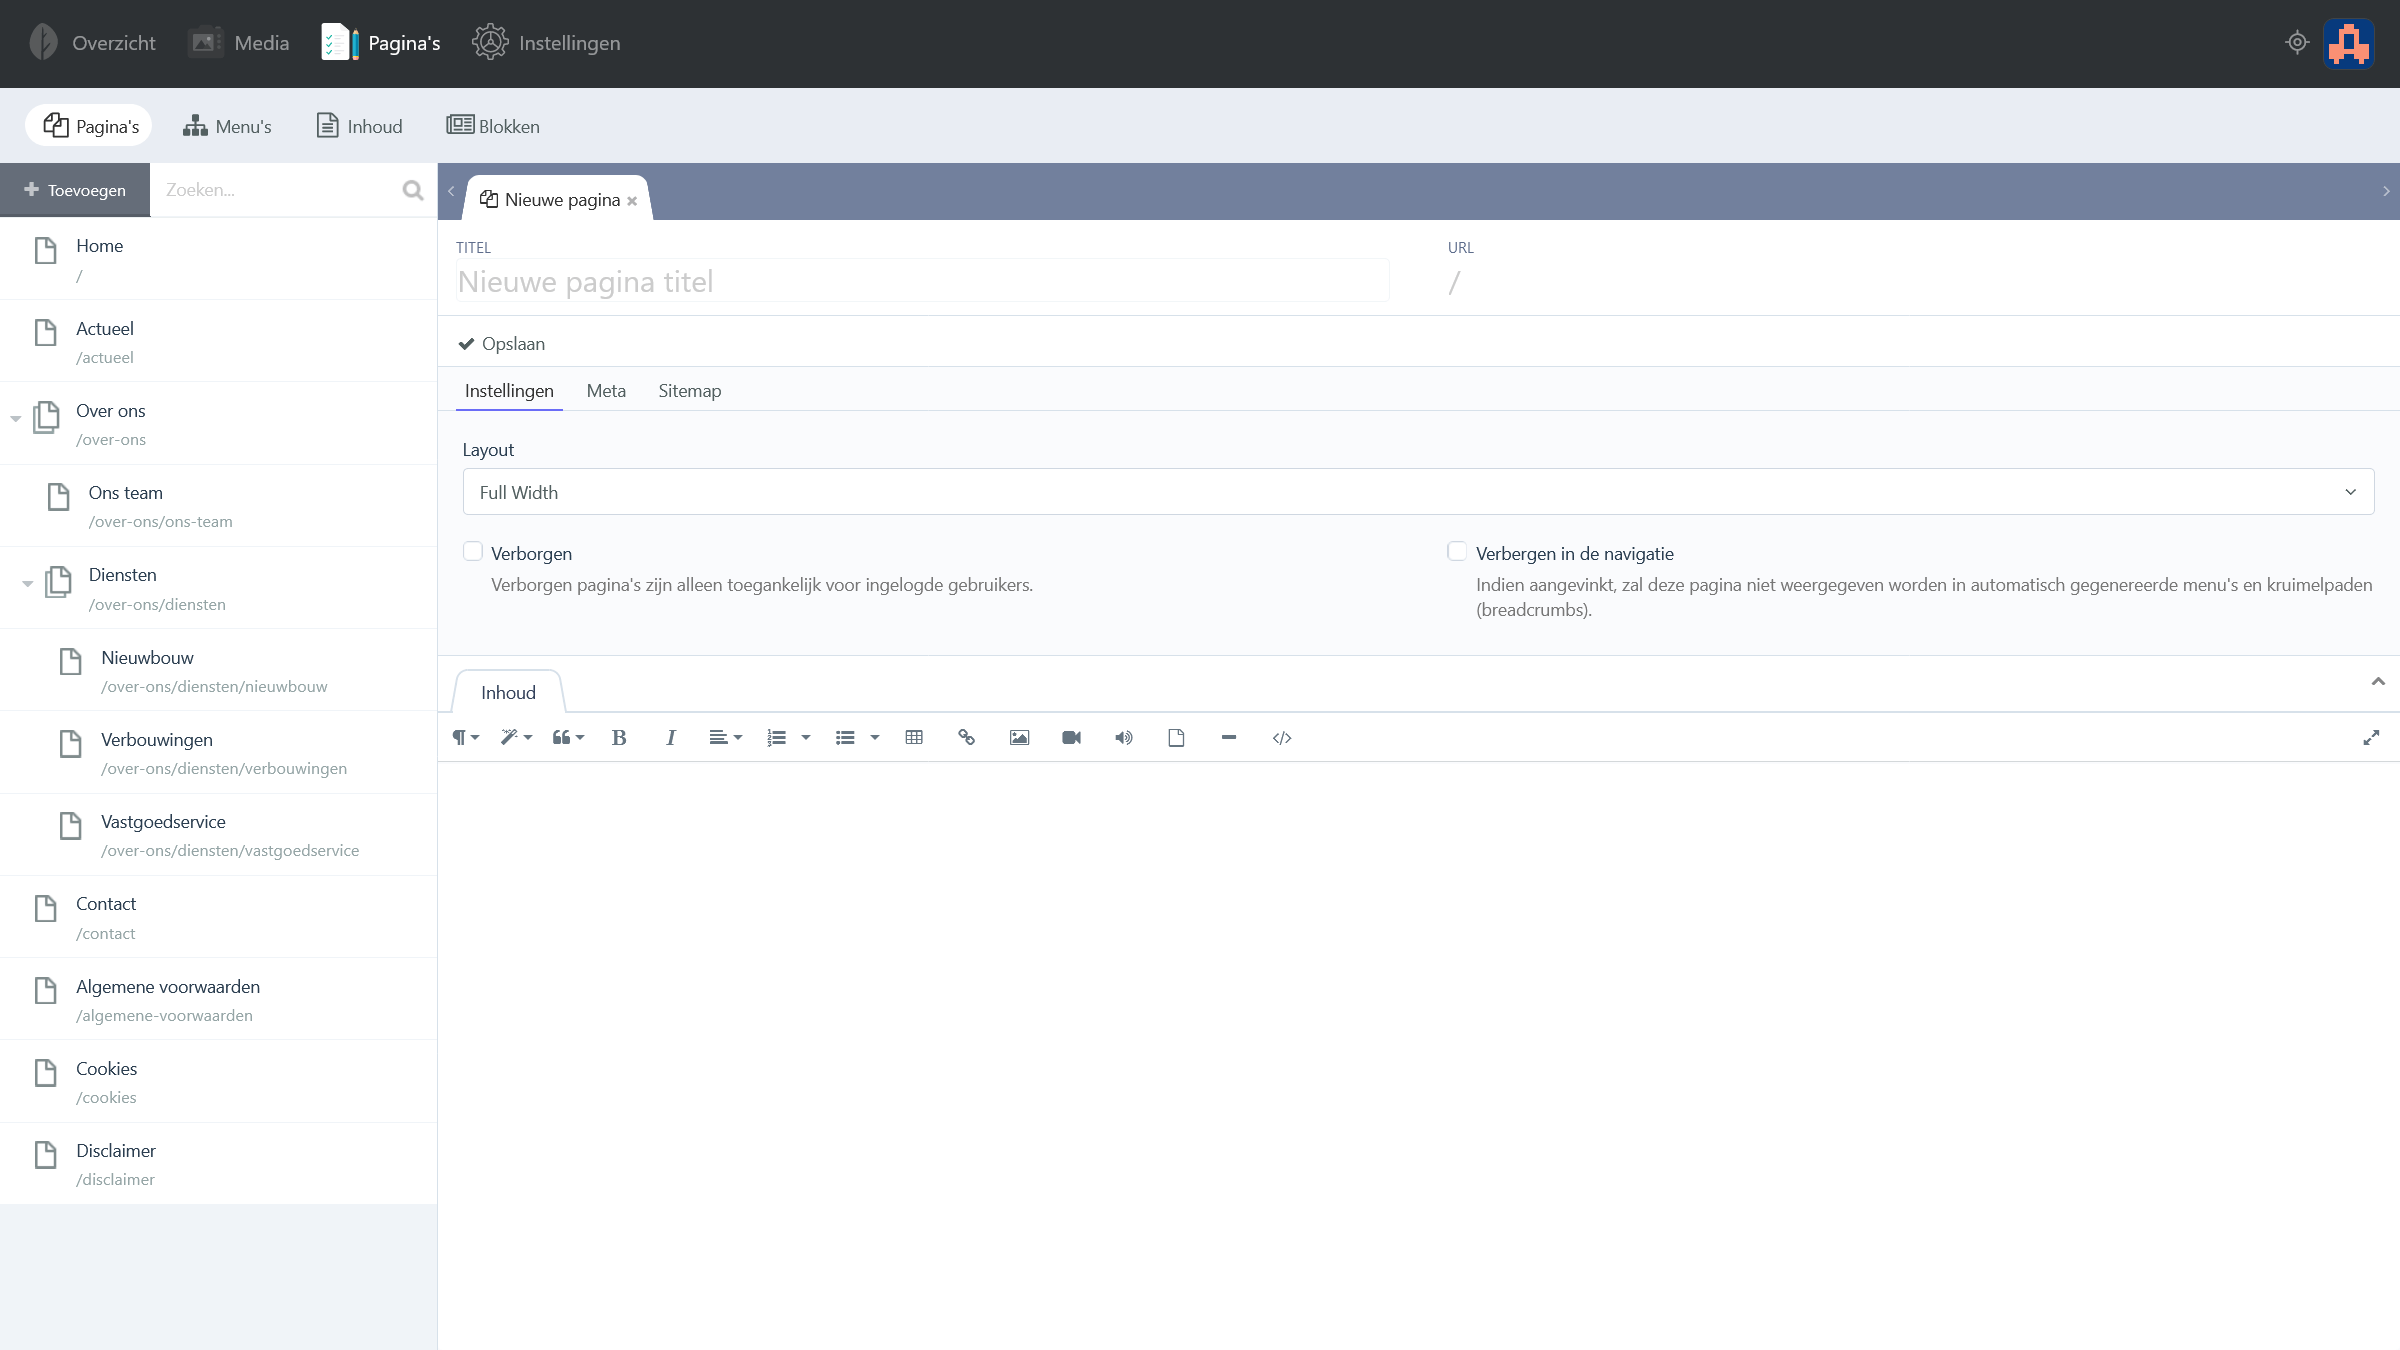 Overzicht
Media
Pagina's
Instellingen
Pagina's
Menu's
Inhoud
Blokken
Toevoegen
Zoeken...
Home
/
Actueel
/actueel
Over ons
/over-ons
Ons team
/over-ons/ons-team
Diensten
/over-ons/diensten
Nieuwbouw
/over-ons/diensten/nieuwbouw
Verbouwingen
/over-ons/diensten/verbouwingen
Vastgoedservice
/over-ons/diensten/vastgoedservice
Contact
/contact
Algemene voorwaarden
/algemene-voorwaarden
Cookies
/cookies
Disclaimer
/disclaimer
Nieuwe pagina
TITEL
Nieuwe pagina titel
URL
/
Opslaan
Instellingen
Meta
Sitemap
Layout
Full Width
Verborgen
Verborgen pagina's zijn alleen toegankelijk voor ingelogde gebruikers.
Verbergen in de navigatie
Indien aangevinkt, zal deze pagina niet weergegeven worden in automatisch gegenereerde menu's en kruimelpaden
(breadcrumbs).
Inhoud